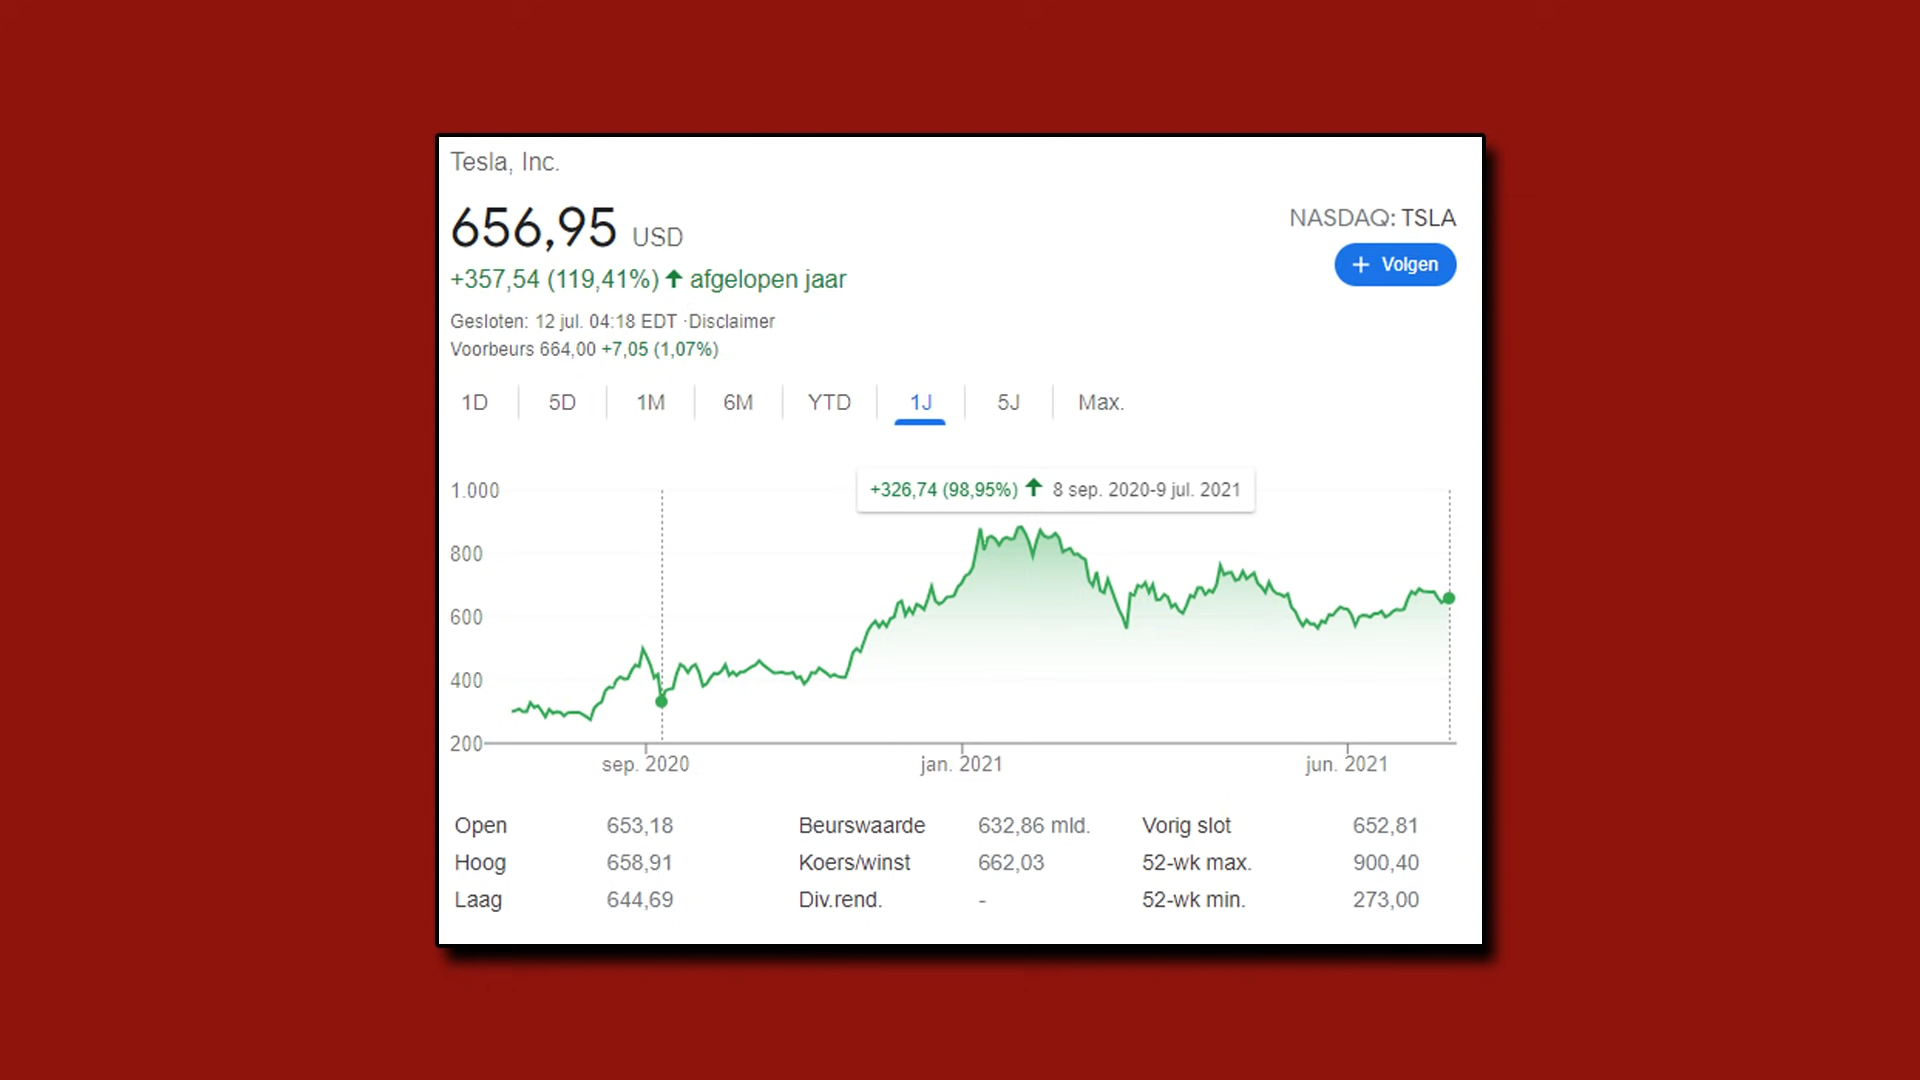 Tesla, Inc.
656,95 USD
NASDAQ: TSLA
+357,54 (119,41%) ↑ afgelopen jaar
+ Volgen
Gesloten: 12 jul. 04:18 EDT ·Disclaimer
Voorbeurs 664,00 +7,05 (1,07%)
1D 5D 1M 6M YTD 1J 5J Max.
+326,74 (98,95%) ↑ 8 sep. 2020-9 jul. 2021
1.000
800
600
400
200
sep. 2020 jan. 2021 jun. 2021
Open 653,18 Beurswaarde 632,86 mld. Vorig slot 652,81
Hoog 658,91 Koers/winst 662,03 52-wk max. 900,40
Laag 644,69 Div.rend. - 52-wk min. 273,00